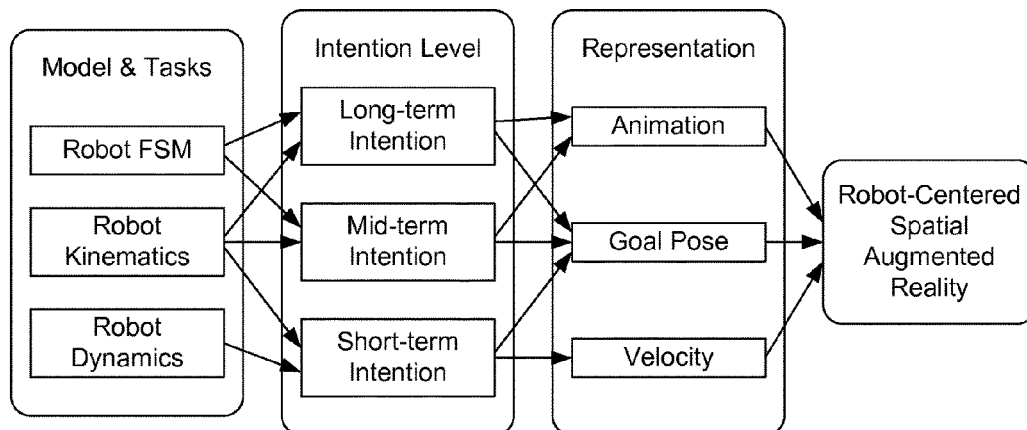 Model & Tasks
Robot FSM
Robot
Kinematics
Robot
Dynamics
Intention Level
Long-term
Intention
Mid-term
Intention
Short-term
Intention
Representation
Animation
Goal Pose
Velocity
Robot-Centered
Spatial
Augmented
Reality